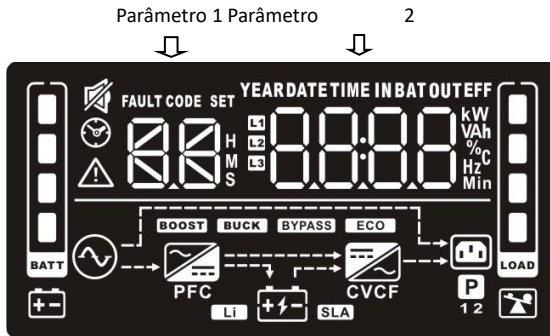 Parâmetro 1 Parâmetro 2
YEAR DATE TIME IN BAT OUT EFF
FAULT CODE SET
L1 kW
VAh
H L2 %
M °C
L3 Hz
S Min
BOOST BUCK BYPASS ECO
BATT LOAD
PFC CVCF P
Li SLA 1 2